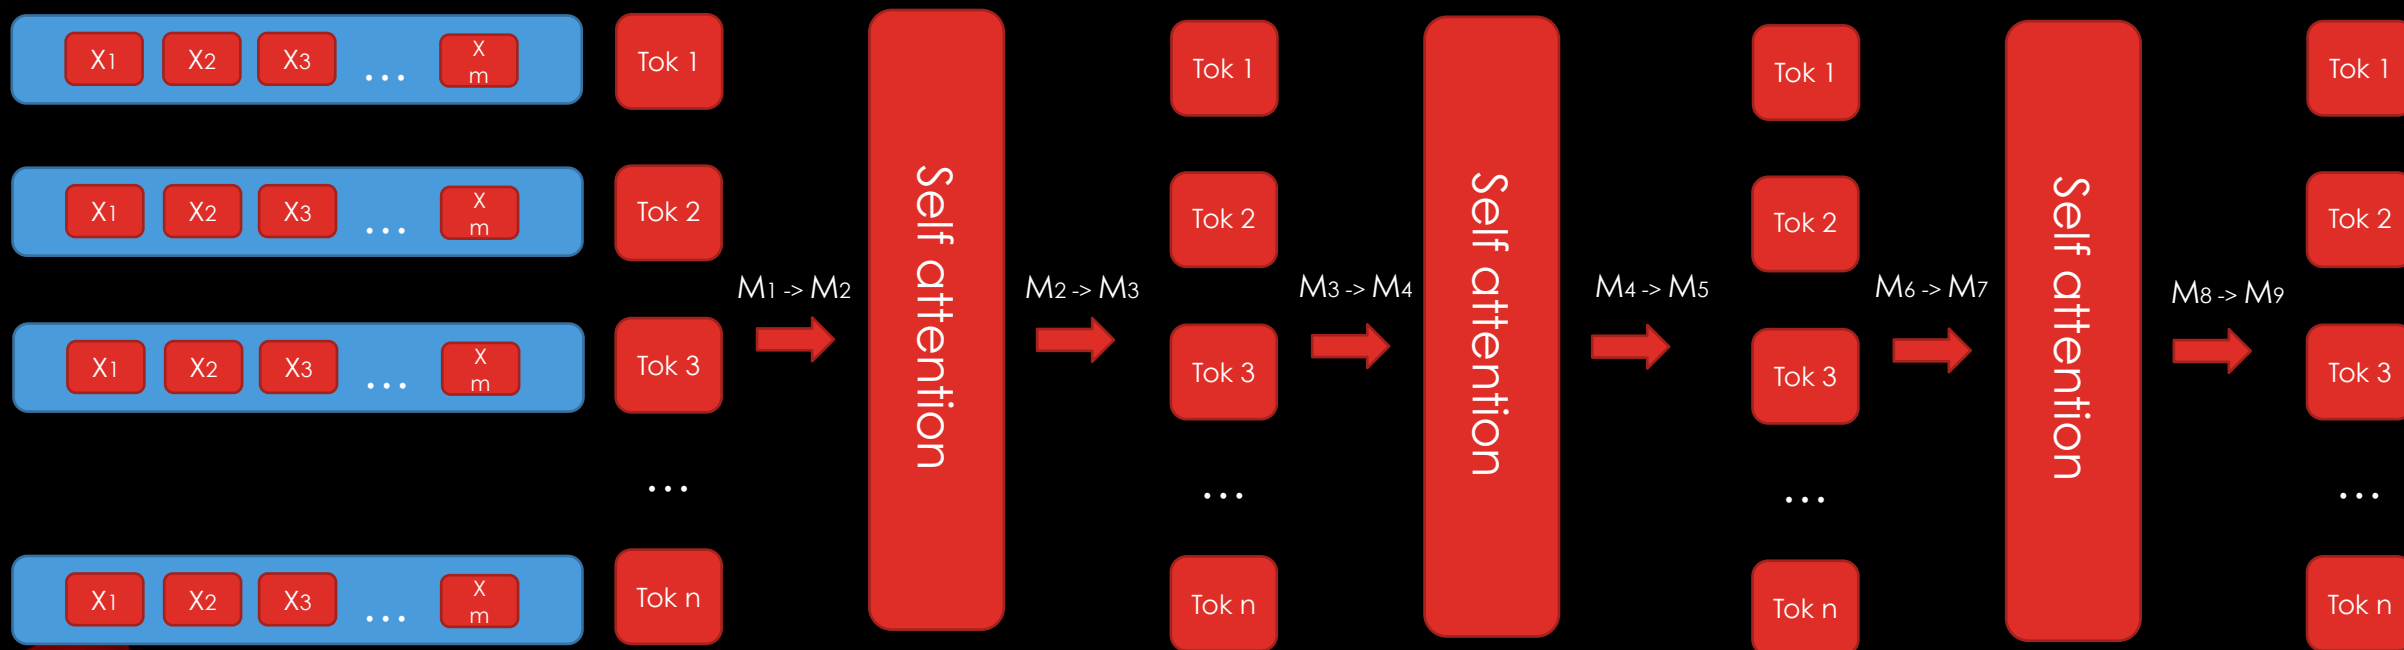 X1 X2 X3 ... X m
Tok 1
X1 X2 X3 ... X m
Tok 2
X1 X2 X3 ... X m
Tok 3
...
X1 X2 X3 ... X m
Tok n
M1 -> M2
Self attention
M2 -> M3
Tok 1
Tok 2
Tok 3
...
Tok n
M3 -> M4
Self attention
M4 -> M5
Tok 1
Tok 2
Tok 3
...
Tok n
M6 -> M7
Self attention
M8 -> M9
Tok 1
Tok 2
Tok 3
...
Tok n